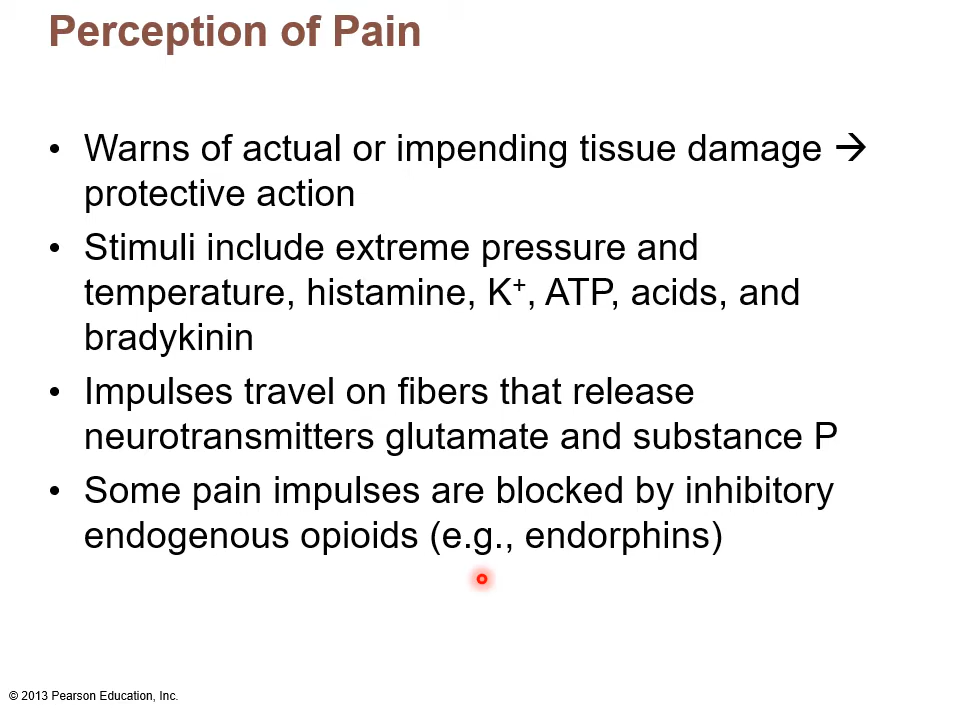 Perception of Pain
• Warns of actual or impending tissue damage →
protective action
• Stimuli include extreme pressure and
temperature, histamine, K⁺, ATP, acids, and
bradykinin
• Impulses travel on fibers that release
neurotransmitters glutamate and substance P
• Some pain impulses are blocked by inhibitory
endogenous opioids (e.g., endorphins)
© 2013 Pearson Education, Inc.